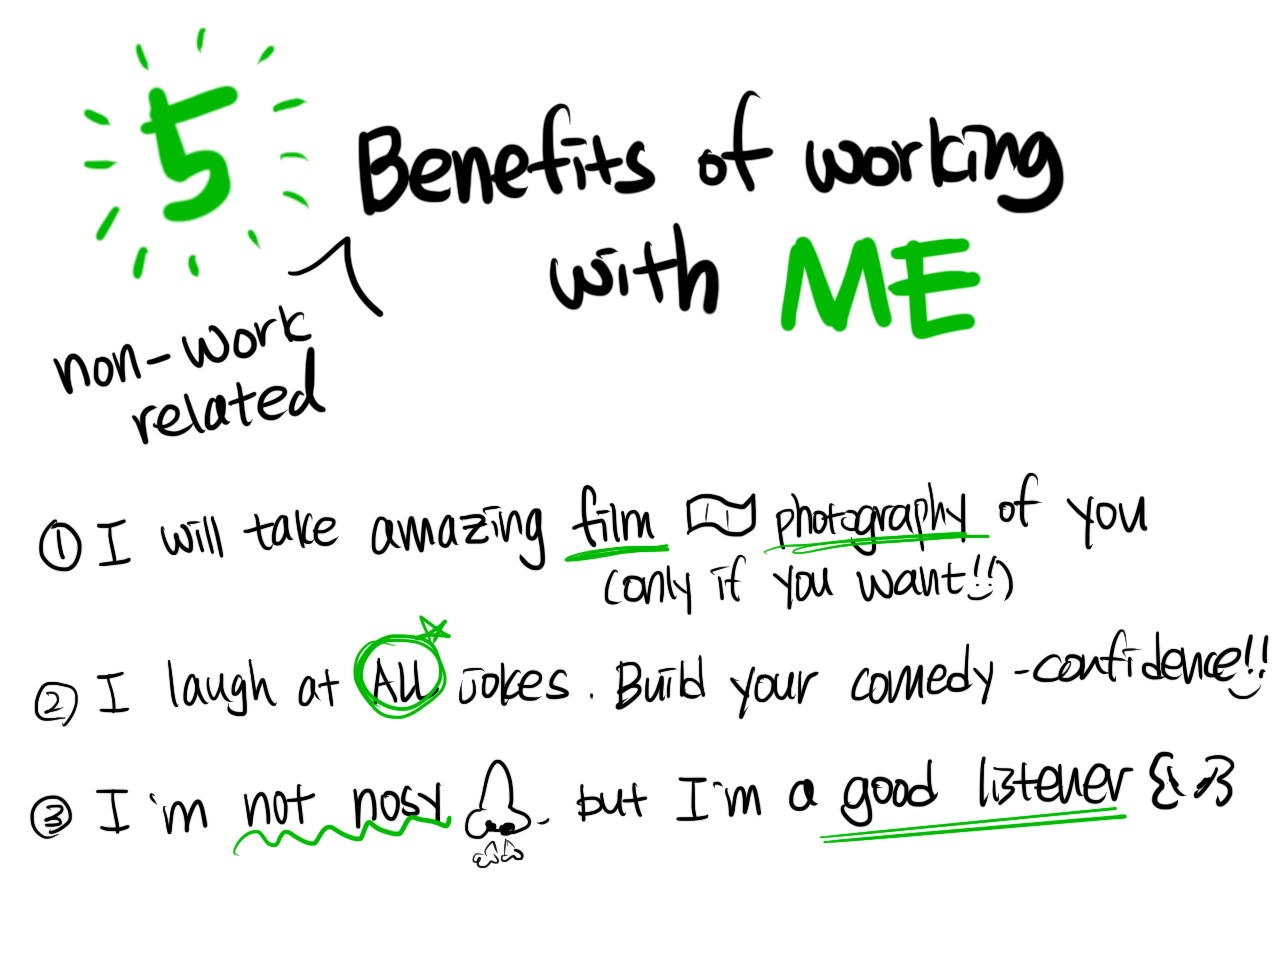 5 Benefits of working
with ME
non-work
related
① I will take amazing film photography of you
(only if you want!!)
② I laugh at ALL jokes. Build your comedy-confidence!!
③ I'm not nosy, but I'm a good listener